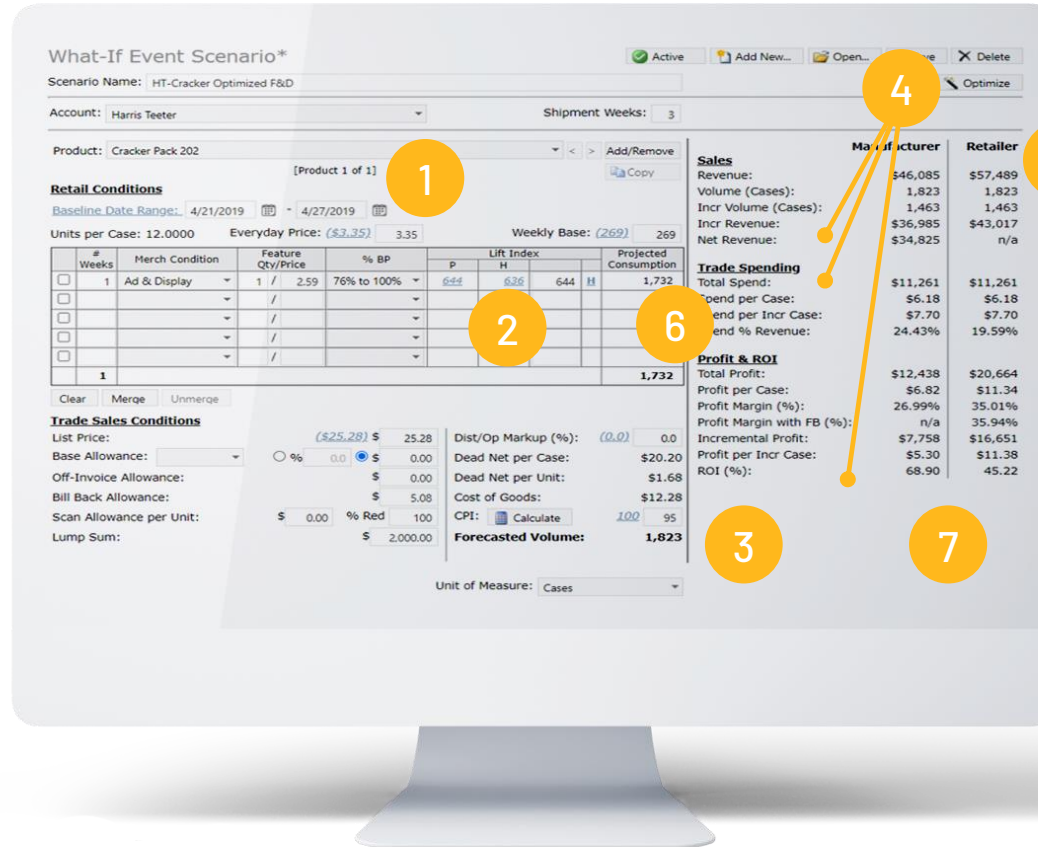 What-If Event Scenario*
Active Add New... Open... Delete
Scenario Name: HT-Cracker Optimized F&D
4
Optimize
Account: Harris Teeter Shipment Weeks: 3
Product: Cracker Pack 202 < > Add/Remove
[Product 1 of 1] Copy
1
Retail Conditions
Baseline Date Range: 4/21/2019 - 4/27/2019
Units per Case: 12.0000 Everyday Price: ($3.35) 3.35 Weekly Base: (269) 269
# Weeks Merch Condition Feature Qty/Price % BP Lift Index P H Projected Consumption
1 Ad & Display 1 / 2.59 76% to 100% 644 636 644 H 1,732
/
/
/
/
2
6
1 1,732
Clear Merge Unmerge
Trade Sales Conditions
List Price: ($25.28) $ 25.28
Base Allowance: % 0.0 $ 0.00
Off-Invoice Allowance: $ 0.00
Bill Back Allowance: $ 5.08
Scan Allowance per Unit: $ 0.00 % Red 100
Lump Sum: $ 2,000.00
Dist/Op Markup (%): (0.0) 0.0
Dead Net per Case: $20.20
Dead Net per Unit: $1.68
Cost of Goods: $12.28
CPI: Calculate 100 95
Forecasted Volume: 1,823
Unit of Measure: Cases
Manufacturer Retailer
Sales
Revenue: $46,085 $57,489
Volume (Cases): 1,823 1,823
Incr Volume (Cases): 1,463 1,463
Incr Revenue: $36,985 $43,017
Net Revenue: $34,825 n/a
Trade Spending
Total Spend: $11,261 $11,261
Spend per Case: $6.18 $6.18
Spend per Incr Case: $7.70 $7.70
Spend % Revenue: 24.43% 19.59%
Profit & ROI
Total Profit: $12,438 $20,664
Profit per Case: $6.82 $11.34
Profit Margin (%): 26.99% 35.01%
Profit Margin with FB (%): n/a 35.94%
Incremental Profit: $7,758 $16,651
Profit per Incr Case: $5.30 $11.38
ROI (%): 68.90 45.22
3
7